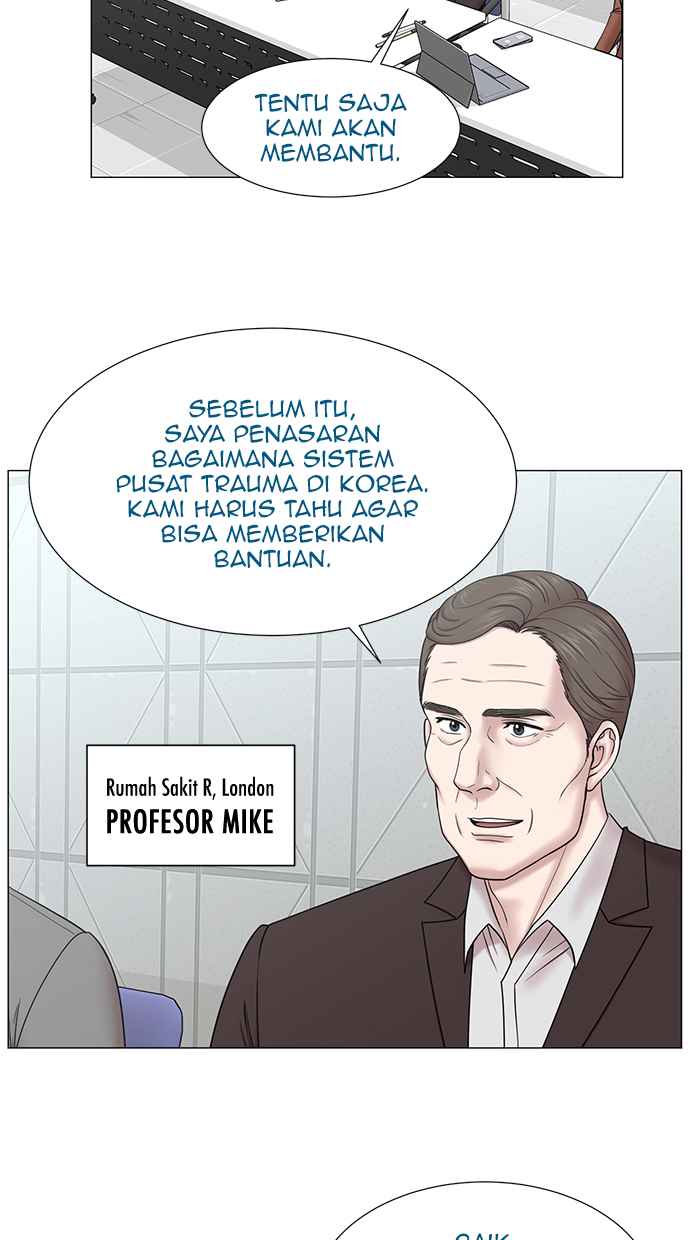 TENTU SAJA
KAMI AKAN
MEMBANTU.
SEBELUM ITU,
SAYA PENASARAN
BAGAIMANA SISTEM
PUSAT TRAUMA DI KOREA.
KAMI HARUS TAHU AGAR
BISA MEMBERIKAN
BANTUAN.
Rumah Sakit R, London
PROFESOR MIKE